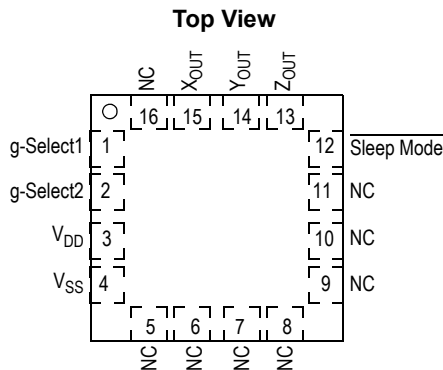 Top View
NC XOUT YOUT ZOUT
16 15 14 13
g-Select1 1 12 Sleep Mode
g-Select2 2 11 NC
VDD 3 10 NC
VSS 4 9 NC
5 6 7 8
NC NC NC NC